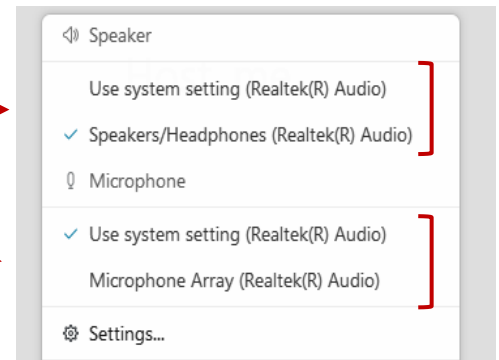 Speaker
Use system setting (Realtek(R) Audio)
Speakers/Headphones (Realtek(R) Audio)
Microphone
Use system setting (Realtek(R) Audio)
Microphone Array (Realtek(R) Audio)
Settings...